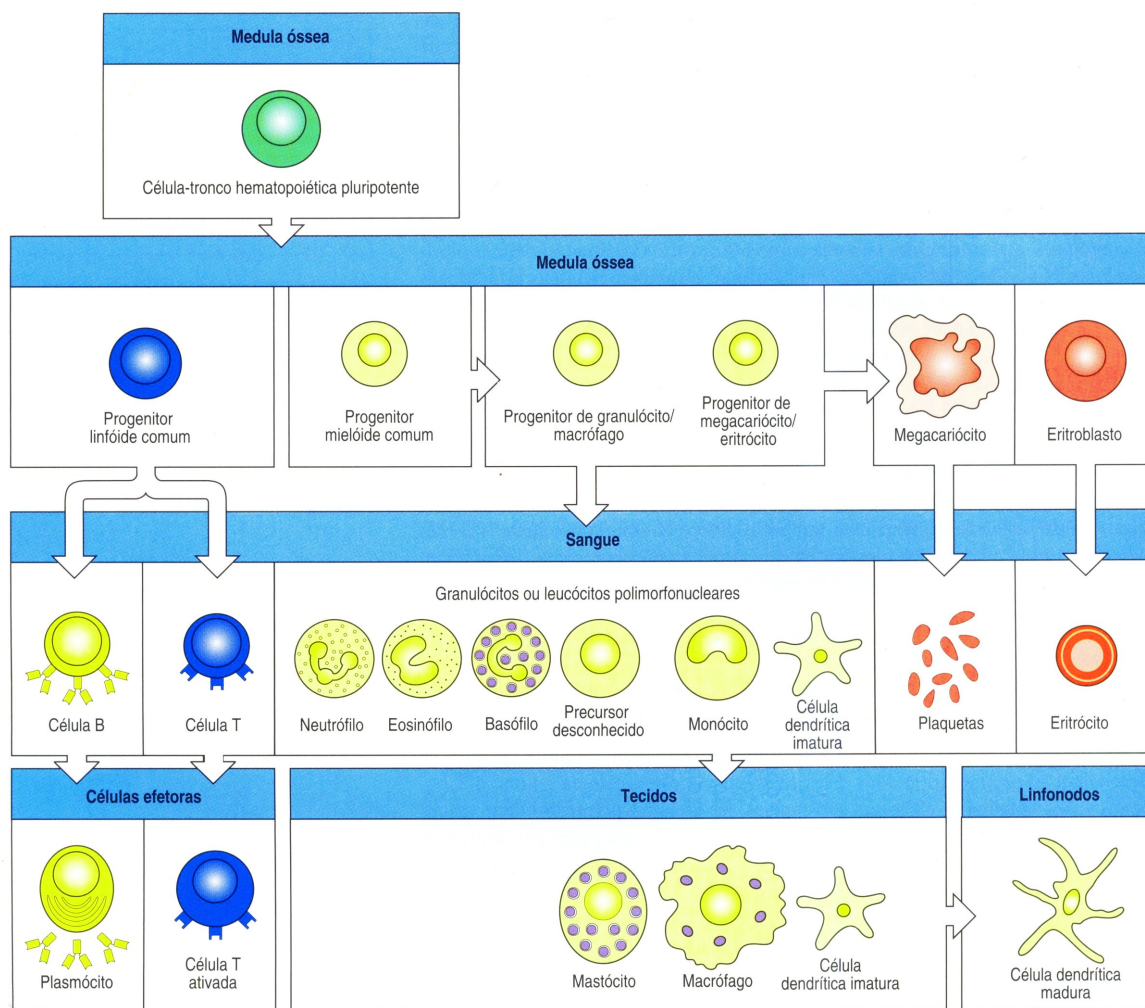 Medula óssea
Célula-tronco hematopoiética pluripotente
Medula óssea
Progenitor
linfóide comum
Progenitor
mielóide comum
Progenitor de granulócito/
macrófago
Progenitor de
megacariócito/
eritrócito
Megacariócito
Eritroblasto
Sangue
Granulócitos ou leucócitos polimorfonucleares
Célula B
Célula T
Neutrófilo
Eosinófilo
Basófilo
Precursor
desconhecido
Monócito
Célula
dendrítica
imatura
Plaquetas
Eritrócito
Células efetoras
Tecidos
Linfonodos
Plasmócito
Célula T
ativada
Mastócito
Macrófago
Célula
dendrítica imatura
Célula dendrítica
madura